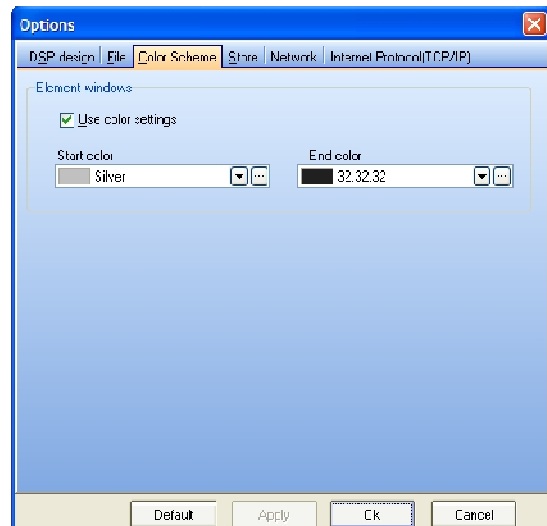 Options
DSP design File Color Scheme Store Network Internet Protocol(TCP/IP)
Element windows
Use color settings
Start color End color
Silver 32.32.32
Default Apply Ok Cancel